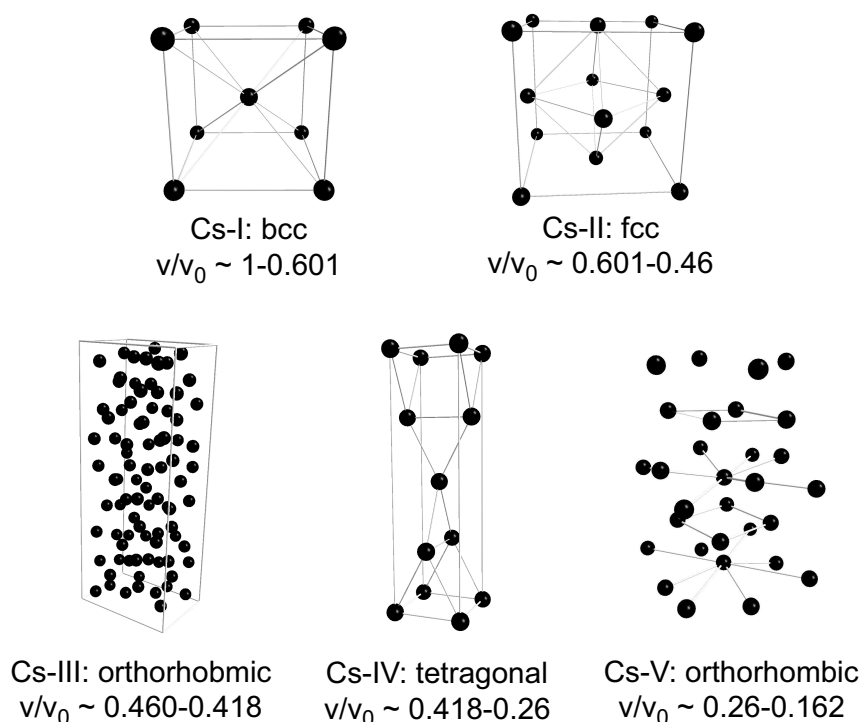 Cs-I: bcc
v/v₀ ~ 1-0.601
Cs-II: fcc
v/v₀ ~ 0.601-0.46
Cs-III: orthorhobmic
v/v₀ ~ 0.460-0.418
Cs-IV: tetragonal
v/v₀ ~ 0.418-0.26
Cs-V: orthorhombic
v/v₀ ~ 0.26-0.162